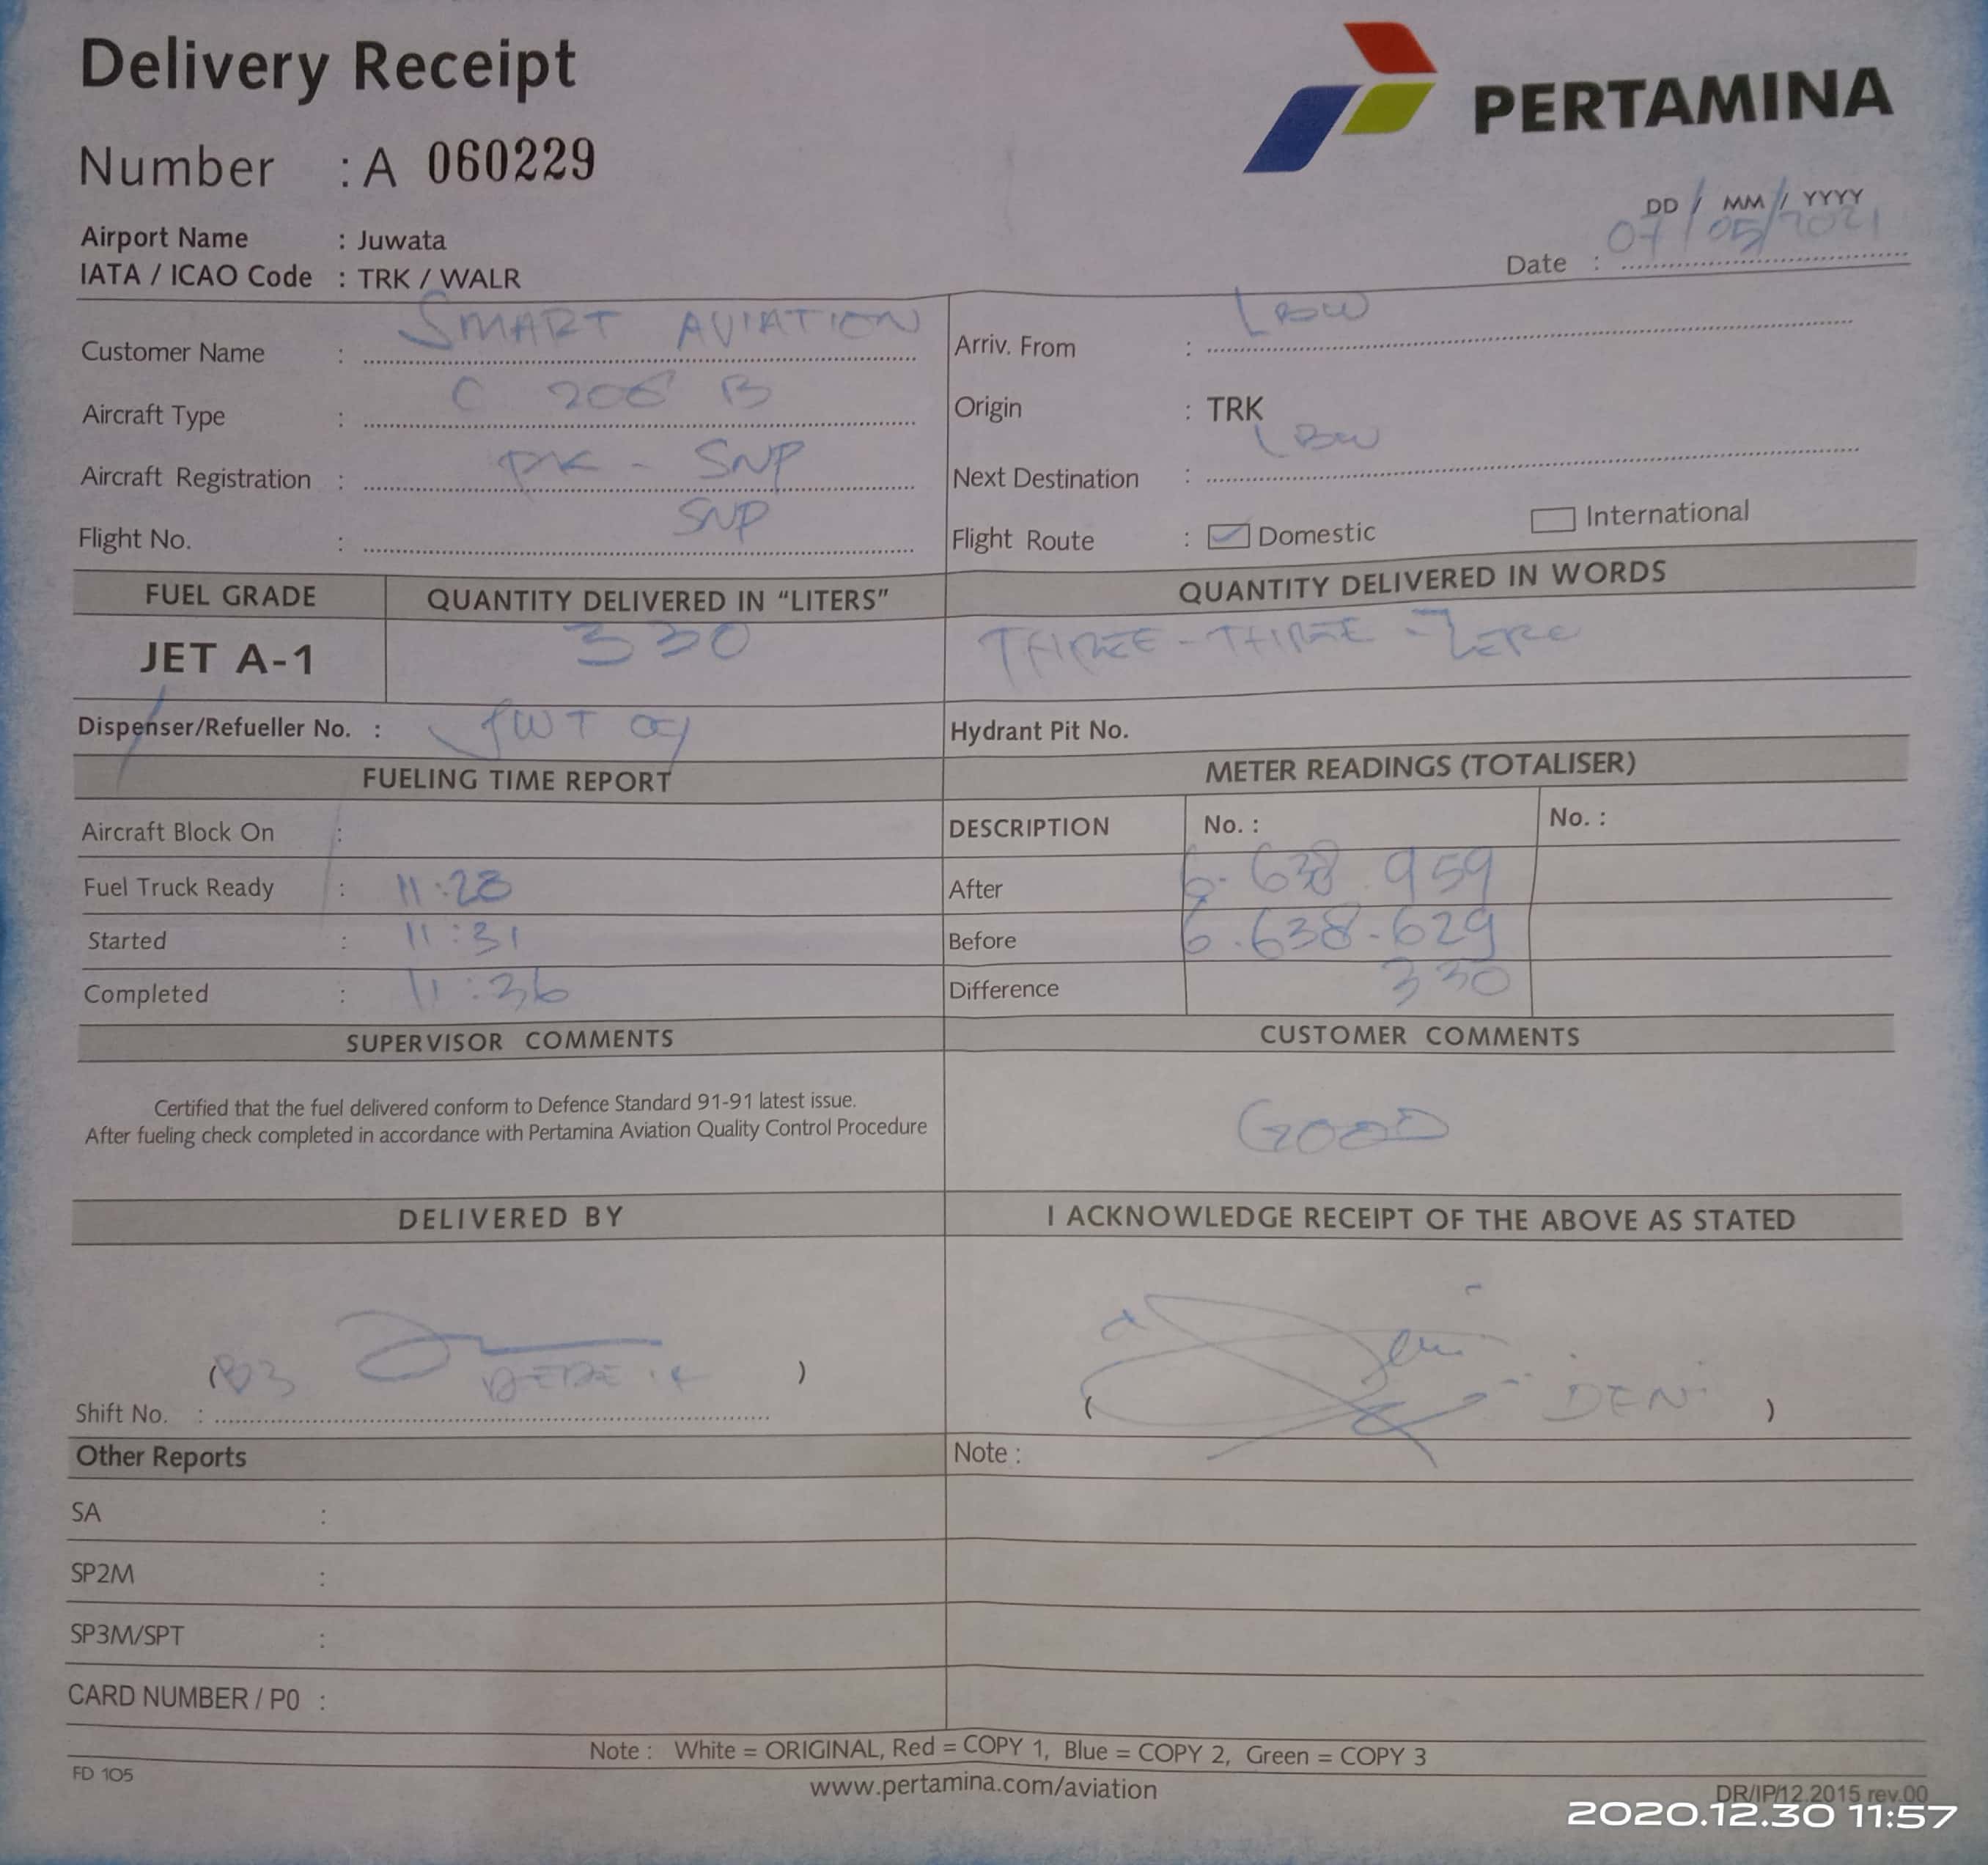 Delivery Receipt
PERTAMINA
Number : A 060229
DD / MM / YYYY
Airport Name : Juwata
Date : 07/05/2021
IATA / ICAO Code : TRK / WALR
Customer Name : SMART AVIATION
Arriv. From : LBW
Aircraft Type : C 208 B
Origin : TRK
Aircraft Registration : PK - SNP
Next Destination : LBW
Flight No. : SNP
Flight Route : Domestic International
FUEL GRADE QUANTITY DELIVERED IN "LITERS" QUANTITY DELIVERED IN WORDS
JET A-1 330 THREE-THREE-ZERO
Dispenser/Refueller No. : JWT 09
Hydrant Pit No.
FUELING TIME REPORT METER READINGS (TOTALISER)
Aircraft Block On :
DESCRIPTION No. : No. :
Fuel Truck Ready : 11:28
After 6.638.959
Started : 11:31
Before 6.638.629
Completed : 11:36
Difference 330
SUPERVISOR COMMENTS CUSTOMER COMMENTS
Certified that the fuel delivered conform to Defence Standard 91-91 latest issue.
After fueling check completed in accordance with Pertamina Aviation Quality Control Procedure
GOOD
DELIVERED BY I ACKNOWLEDGE RECEIPT OF THE ABOVE AS STATED
( )
Shift No. :
( DENI )
Other Reports Note :
SA :
SP2M :
SP3M/SPT :
CARD NUMBER / P0 :
Note : White = ORIGINAL, Red = COPY 1, Blue = COPY 2, Green = COPY 3
FD 105
www.pertamina.com/aviation
DR/IP/12.2015 rev.00
2020.12.30 11:57